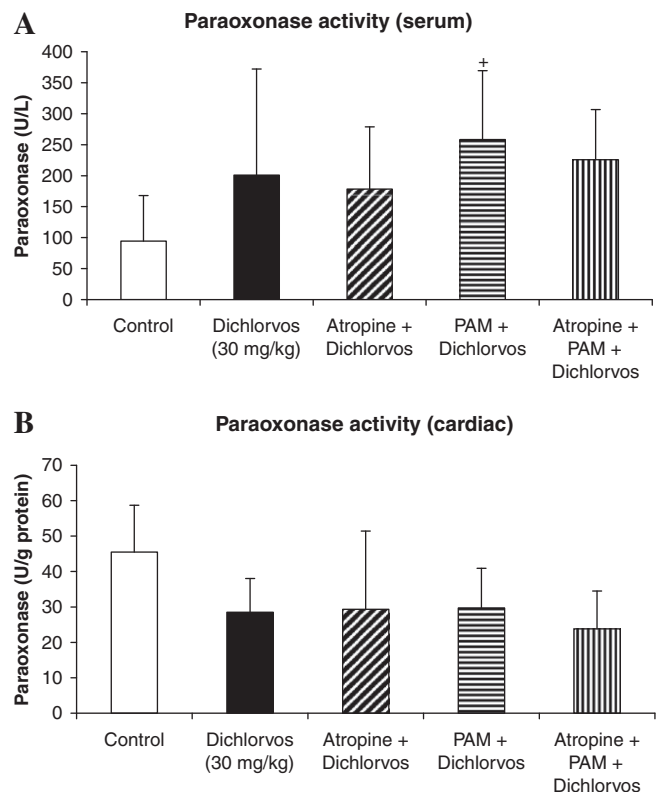 A
Paraoxonase activity (serum)
Paraoxonase (U/L)
400
350
300
250
200
150
100
50
0
+
Control
Dichlorvos
(30 mg/kg)
Atropine +
Dichlorvos
PAM +
Dichlorvos
Atropine +
PAM +
Dichlorvos
B
Paraoxonase activity (cardiac)
Paraoxonase (U/g protein)
70
60
50
40
30
20
10
0
Control
Dichlorvos
(30 mg/kg)
Atropine +
Dichlorvos
PAM +
Dichlorvos
Atropine +
PAM +
Dichlorvos